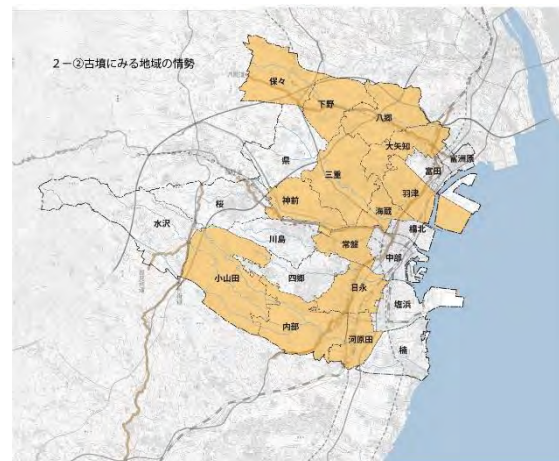 2-②古墳にみる地域の情勢
保々
下野
八郷
大矢知
富洲原
県
富田
三重
羽津
神前
海蔵
桜
水沢
橋北
川島
常磐
中部
小山田
四郷
日永
塩浜
内部
河原田
楠